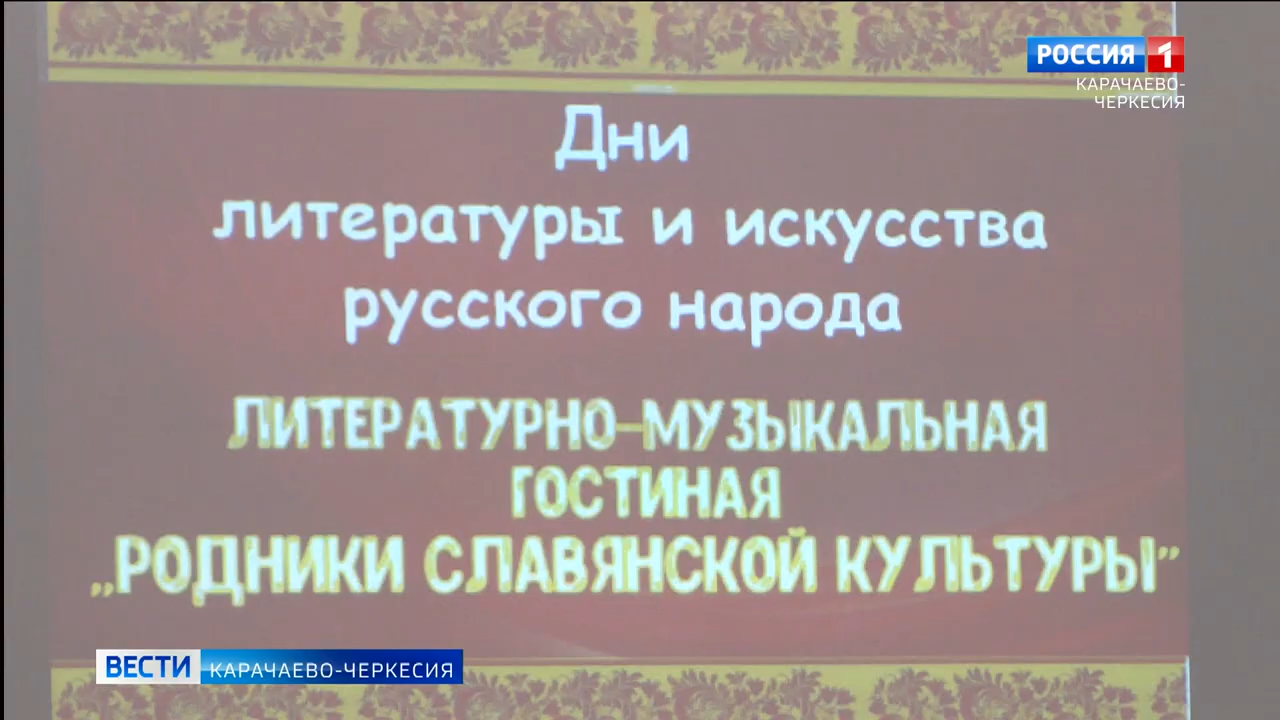 РОССИЯ 1
КАРАЧАЕВО-
ЧЕРКЕСИЯ
Дни
литературы и искусства
русского народа
ЛИТЕРАТУРНО-МУЗЫКАЛЬНАЯ
ГОСТИНАЯ
„РОДНИКИ СЛАВЯНСКОЙ КУЛЬТУРЫ”
ВЕСТИ КАРАЧАЕВО-ЧЕРКЕСИЯ